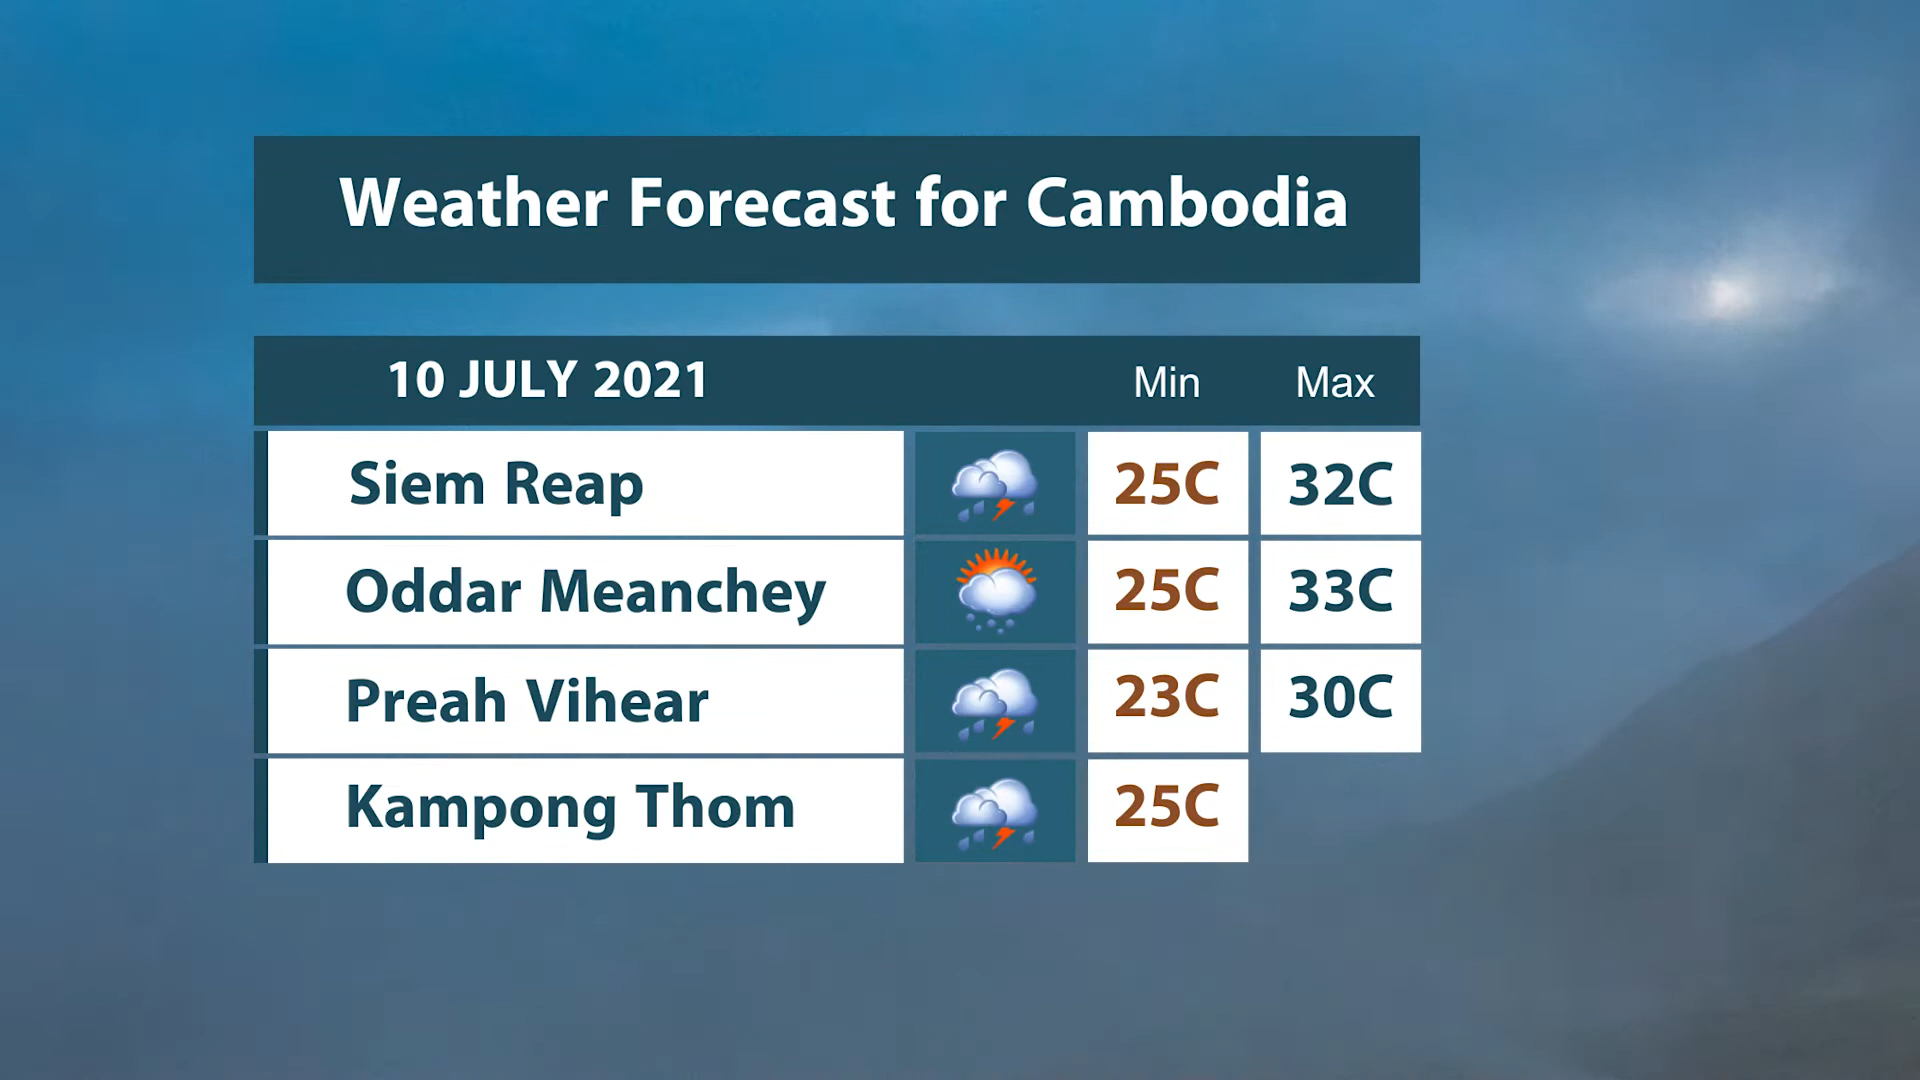 Weather Forecast for Cambodia
10 JULY 2021 Min Max
Siem Reap 25C 32C
Oddar Meanchey 25C 33C
Preah Vihear 23C 30C
Kampong Thom 25C